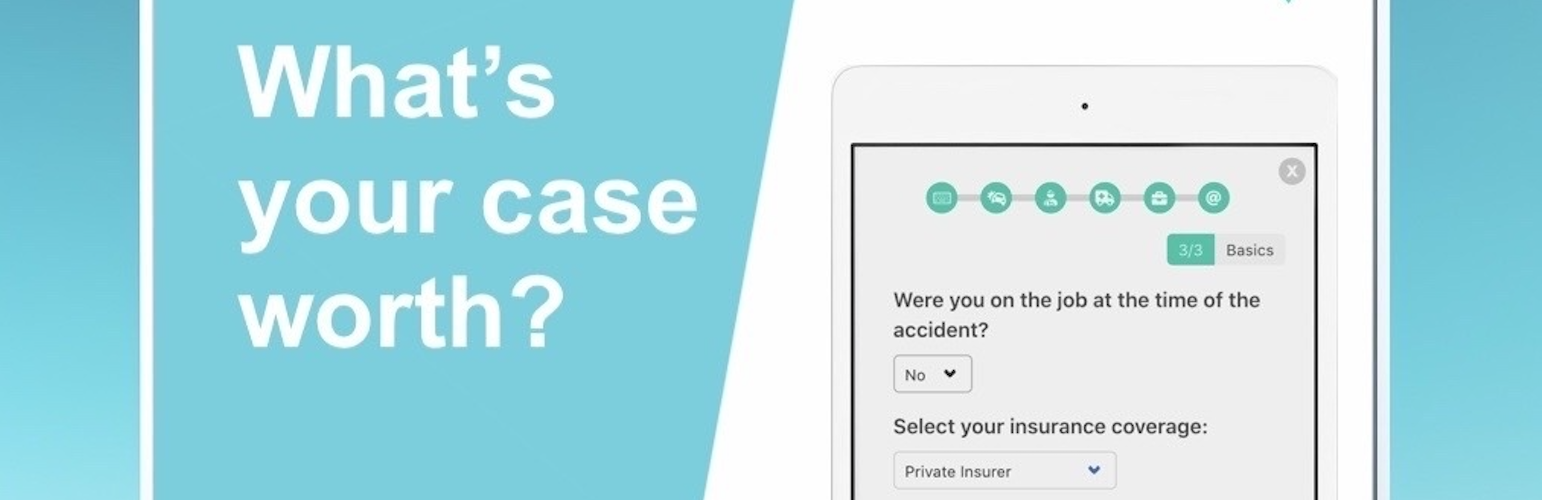 What's
your case
worth?
X
@
3/3 Basics
Were you on the job at the time of the
accident?
No
Select your insurance coverage:
Private Insurer